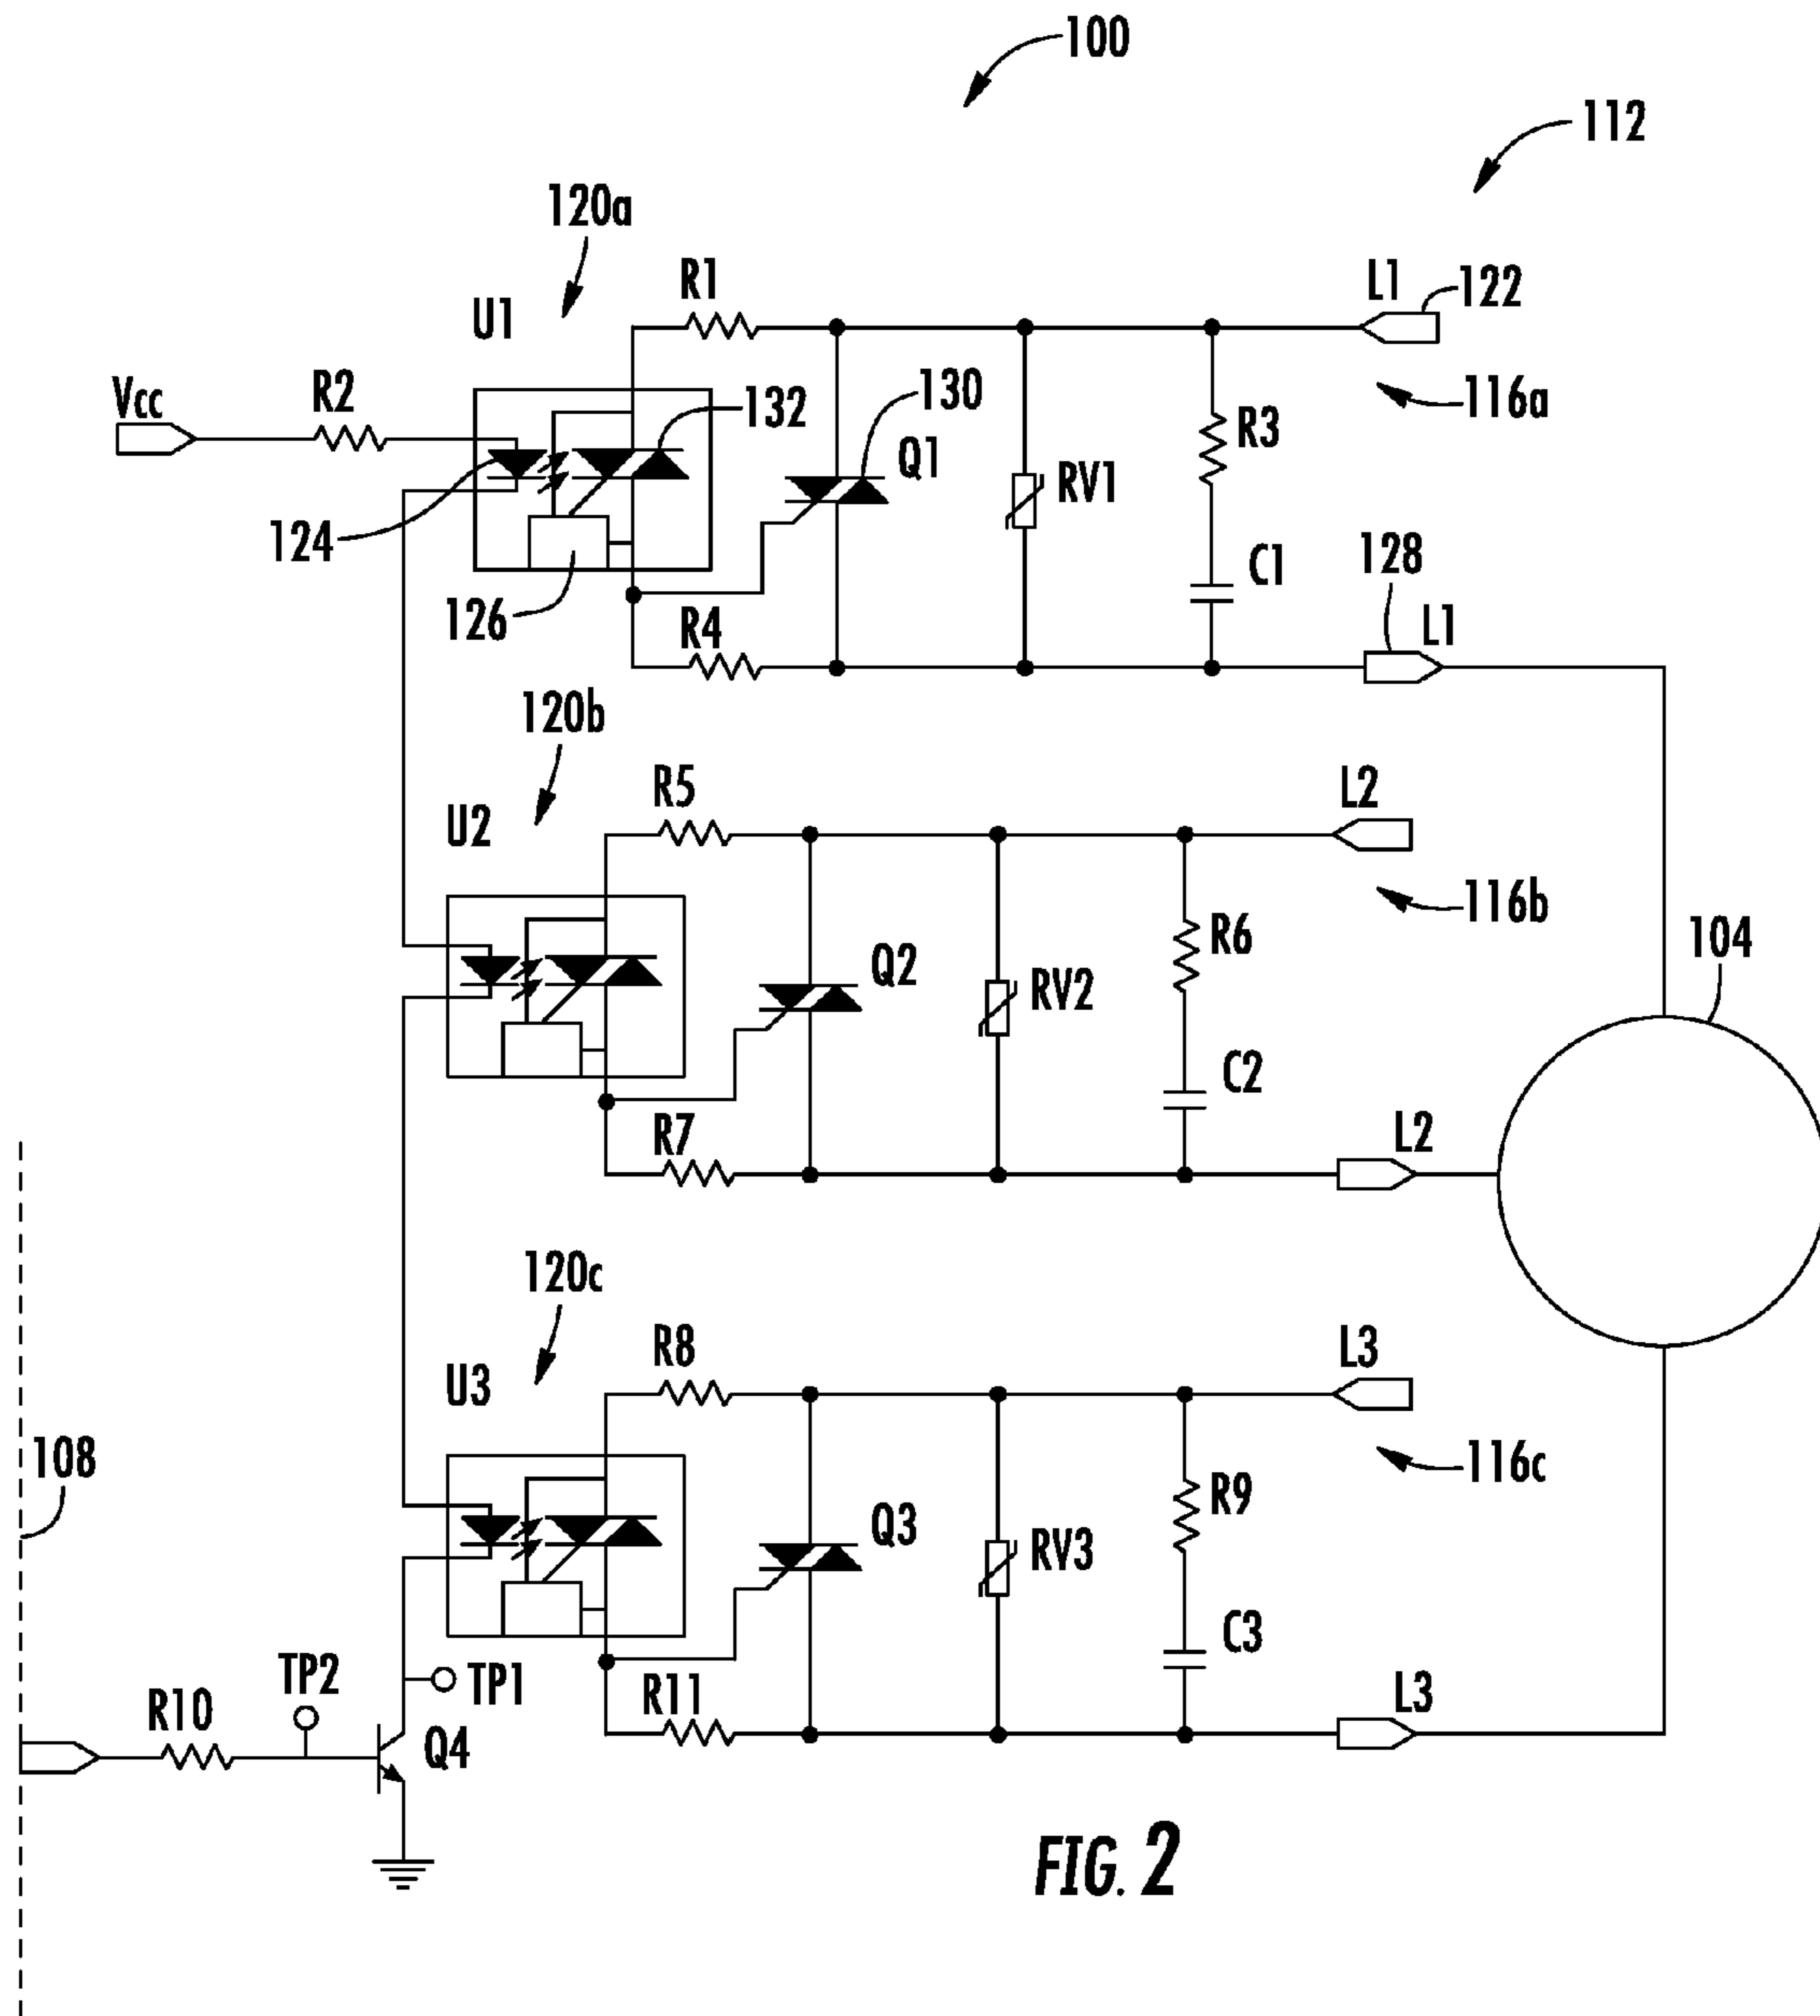 100
112
120a
R1
L1
122
U1
116a
Vcc
R2
132
130
R3
Q1
RV1
124
128
C1
126
R4
L1
120b
R5
L2
U2
116b
R6
104
Q2
RV2
C2
R7
L2
120c
R8
L3
U3
108
116c
R9
Q3
RV3
C3
TP2
TP1
R11
L3
R10
Q4
FIG. 2